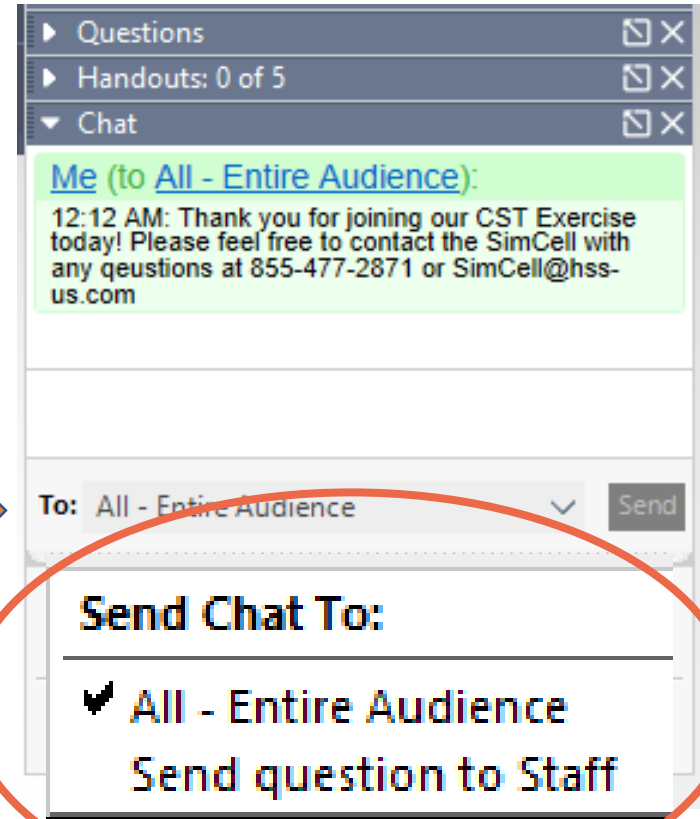 Questions
Handouts: 0 of 5
Chat
Me (to All - Entire Audience):
12:12 AM: Thank you for joining our CST Exercise
today! Please feel free to contact the SimCell with
any qeustions at 855-477-2871 or SimCell@hss-
us.com
To: All - Entire Audience Send
Send Chat To:
All - Entire Audience
Send question to Staff